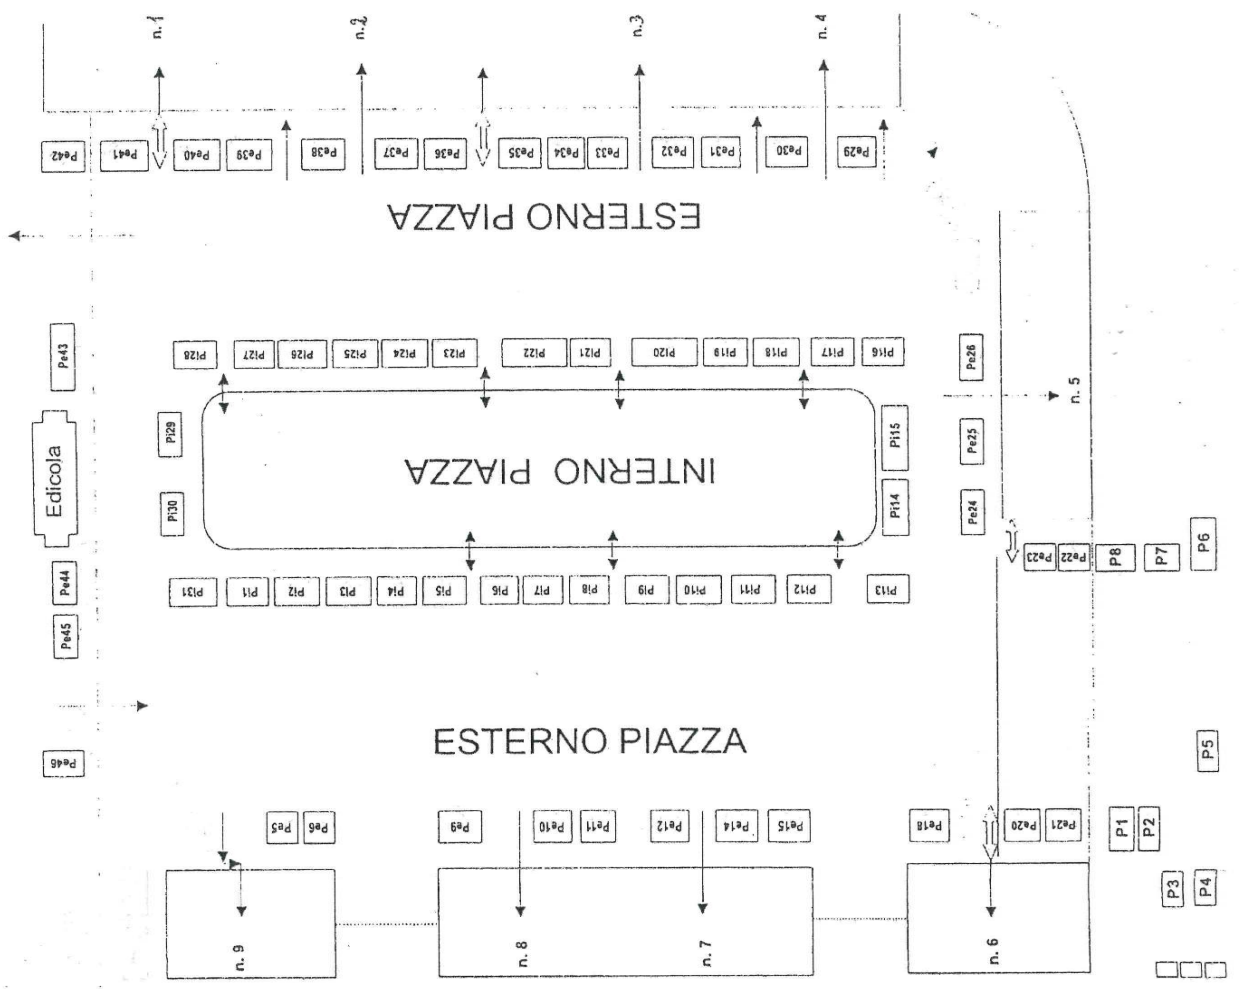 n.1
n.2
n.3
n. 4
Pe42
Pe41
Pe40
Pe39
Pe38
Pe37
Pe36
Pe35
Pe34
Pe33
Pe32
Pe31
Pe30
Pe29
ESTERNO PIAZZA
Pe43
Pi28
Pi27
Pi26
Pi25
Pi24
Pi23
Pi22
Pi21
Pi20
Pi19
Pi18
Pi17
Pi16
Pe26
n. 5
Edicola
Pi29
Pi15
Pe25
INTERNO PIAZZA
Pi30
Pi14
Pe24
Pe23
Pe22
P8
P7
P6
Pe44
Pi31
Pi1
Pi2
Pi3
Pi4
Pi5
Pi6
Pi7
Pi8
Pi9
Pi10
Pi11
Pi12
Pi13
Pe45
ESTERNO PIAZZA
Pe46
P5
Pe5
Pe6
Pe9
Pe10
Pe11
Pe12
Pe14
Pe15
Pe18
Pe20
Pe21
P1
P2
P3
P4
n. 9
n. 8
n. 7
n. 6